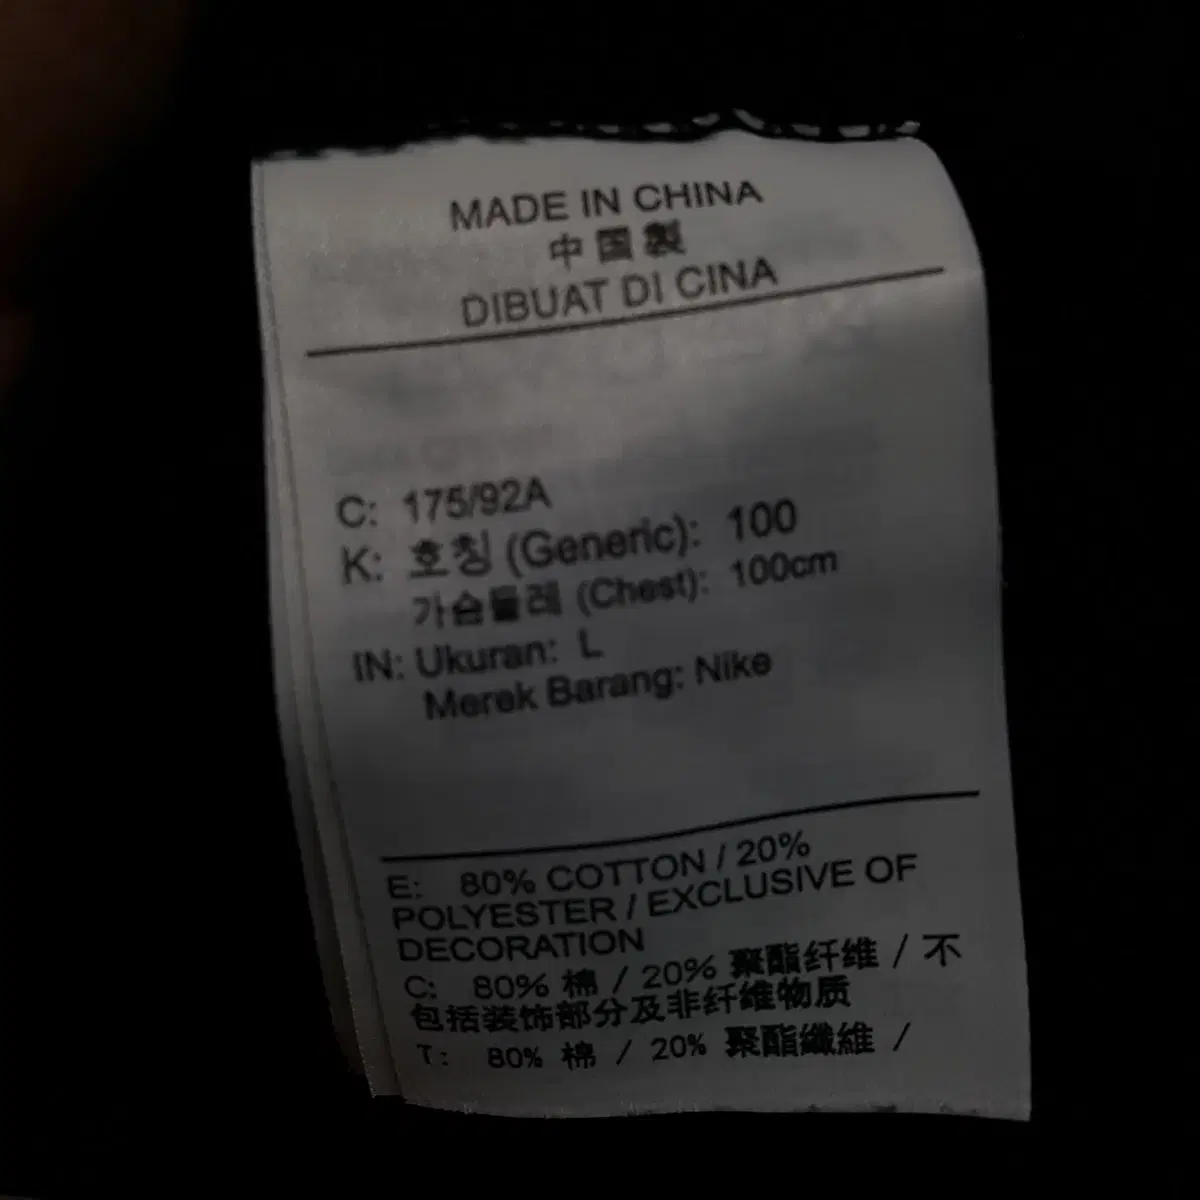 MADE IN CHINA
中国製
DIBUAT DI CINA
C: 175/92A
K: 호칭 (Generic): 100
가슴둘레 (Chest): 100cm
IN: Ukuran: L
Merek Barang: Nike
E: 80% COTTON / 20%
POLYESTER / EXCLUSIVE OF
DECORATION
C: 80% 棉 / 20% 聚酯纤维 / 不
包括装饰部分及非纤维物质
T: 80% 棉 / 20% 聚酯纖維 /